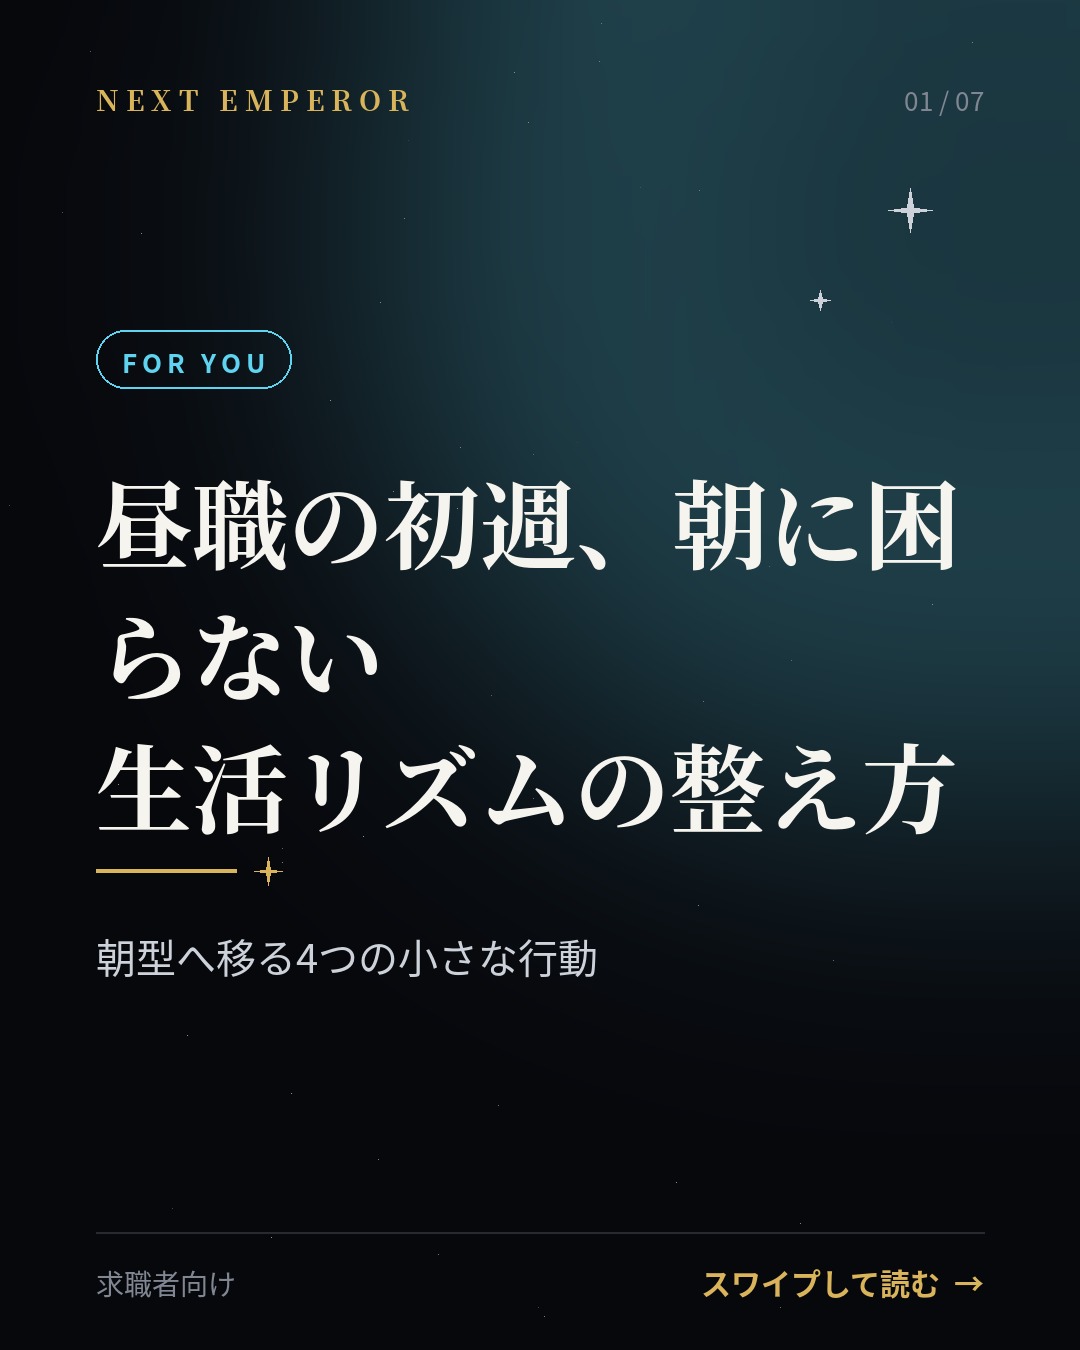 NEXT EMPEROR
01 / 07
FOR YOU
昼職の初週、朝に困
らない
生活リズムの整え方
朝型へ移る4つの小さな行動
求職者向け
スワイプして読む →